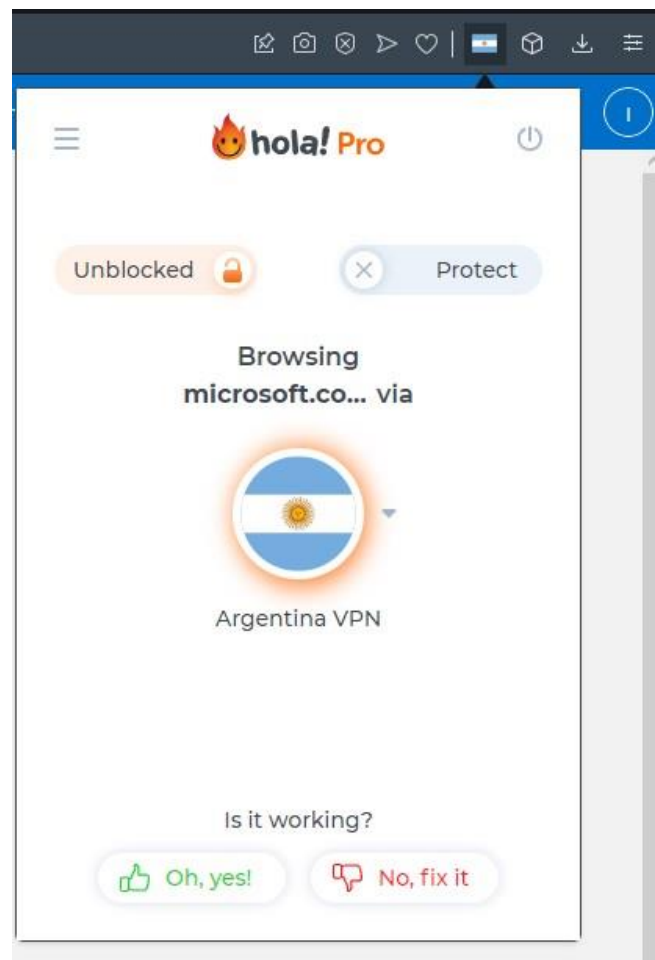 hola! Pro
I
Unblocked
Protect
Browsing
microsoft.co... via
Argentina VPN
Is it working?
Oh, yes!
No, fix it